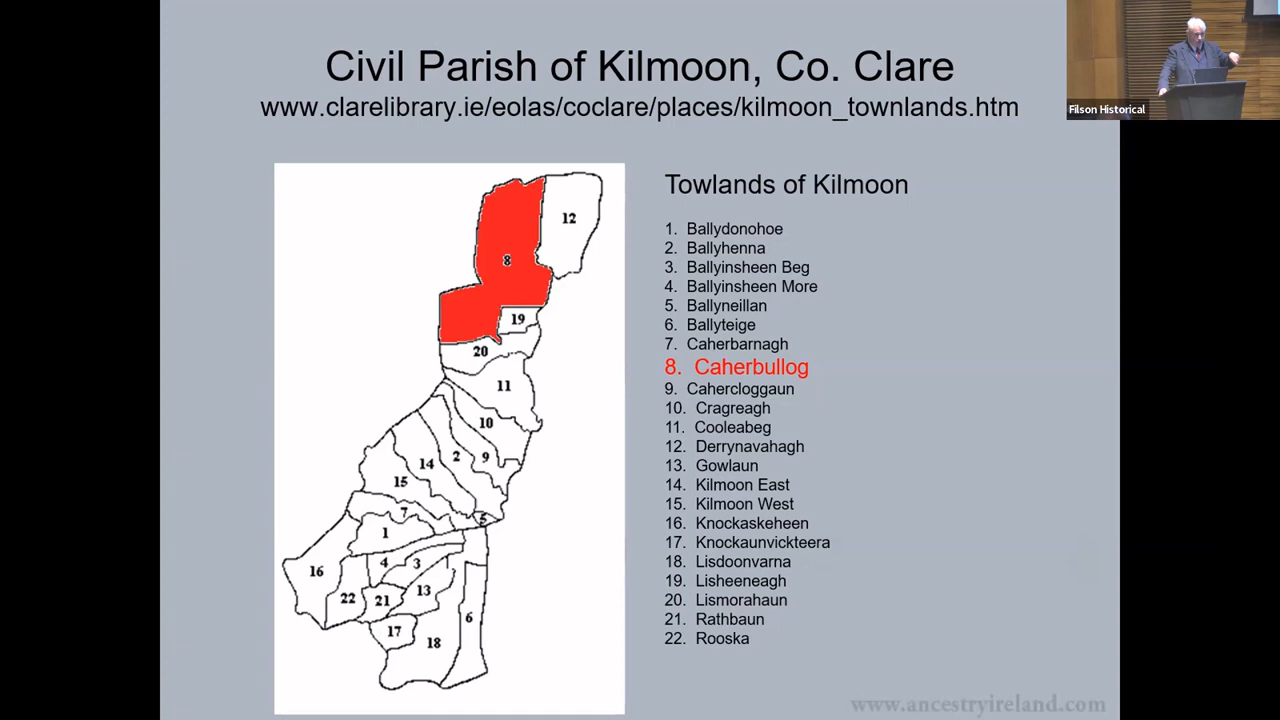 Civil Parish of Kilmoon, Co. Clare
www.clarelibrary.ie/eolas/coclare/places/kilmoon_townlands.htm
Filson Historical
Towlands of Kilmoon
1. Ballydonohoe
2. Ballyhenna
3. Ballyinsheen Beg
4. Ballyinsheen More
5. Ballyneillan
6. Ballyteige
7. Caherbarnagh
8. Caherbullog
9. Cahercloggaun
10. Cragreagh
11. Cooleabeg
12. Derrynavahagh
13. Gowlaun
14. Kilmoon East
15. Kilmoon West
16. Knockaskeheen
17. Knockaunvickteera
18. Lisdoonvarna
19. Lisheeneagh
20. Lismorahaun
21. Rathbaun
22. Rooska
12
8
19
20
11
10
2
9
14
15
7
5
1
4
3
16
13
22
21
6
17
18
www.ancestryireland.com